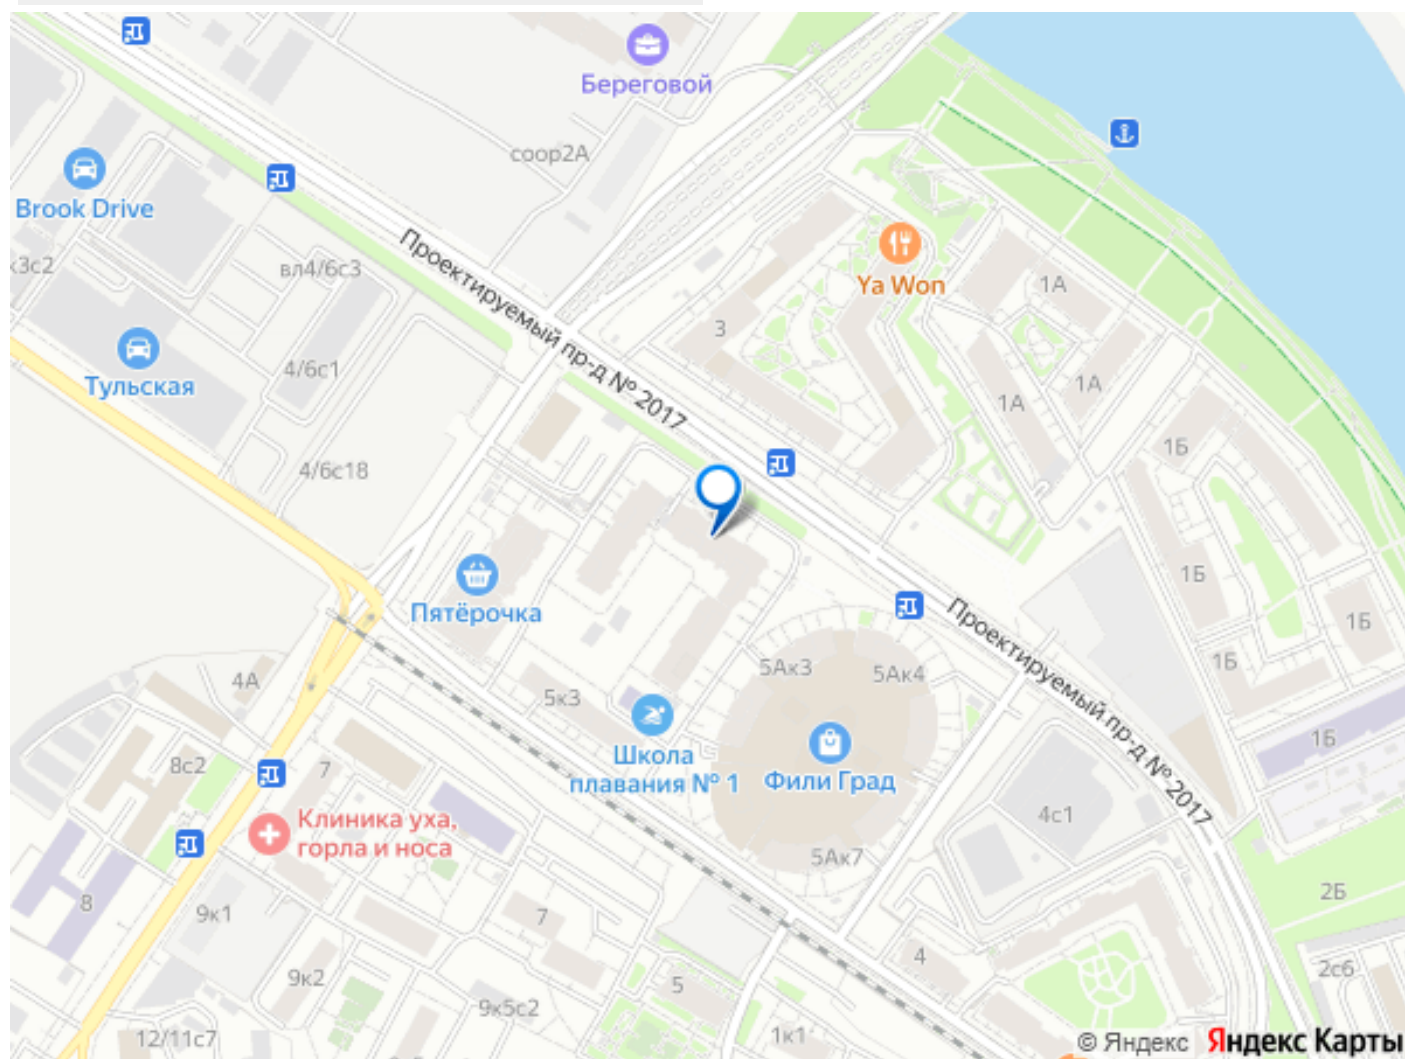 Береговой
соор2А
Brook Drive
к3с2
вл4/6с3
Проектируемый пр-д № 2017
Ya Won
1А
3
Тульская
4/6с1
1А
1А
4/6с18
1Б
Пятёрочка
1Б
Проектируемый пр-д № 2017
1Б
1Б
4А
5к3
5Ак3
5Ак4
8с2
7
Школа
плавания № 1
Фили Град
1Б
Клиника уха,
горла и носа
4с1
5Ак7
8
9к1
7
2Б
9к2
5
4
2с6
9к5с2
12/11с7
1к1
© Яндекс Яндекс Карты